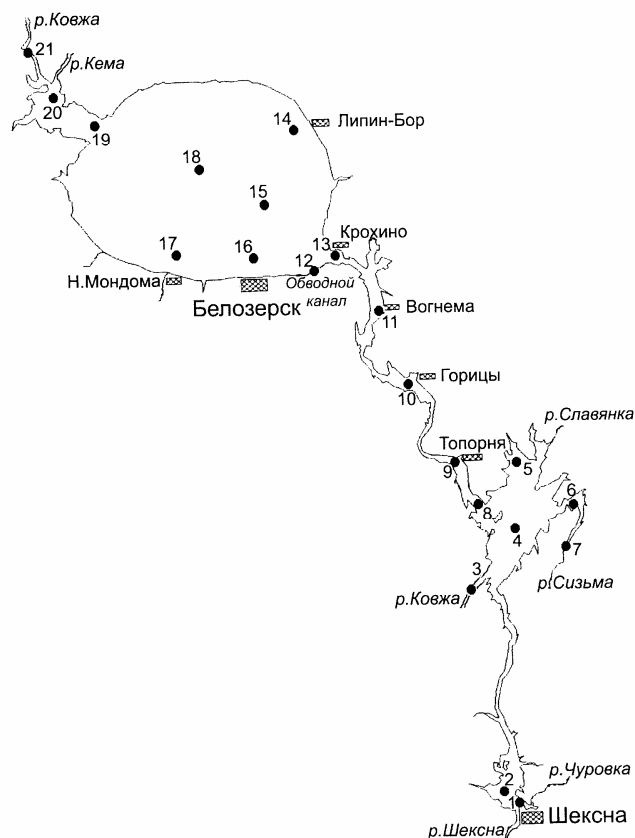 р.Ковжа
21
р.Кема
20
19
14
Липин-Бор
18
15
17
16
13
Крохино
12
Н.Мондома
Белозерск
Обводной
канал
Вогнема
11
Горицы
10
р.Славянка
Топорня
9
5
6
8
4
7
3
р.Сизьма
р.Ковжа
р.Чуровка
2
1
Шексна
р.Шексна